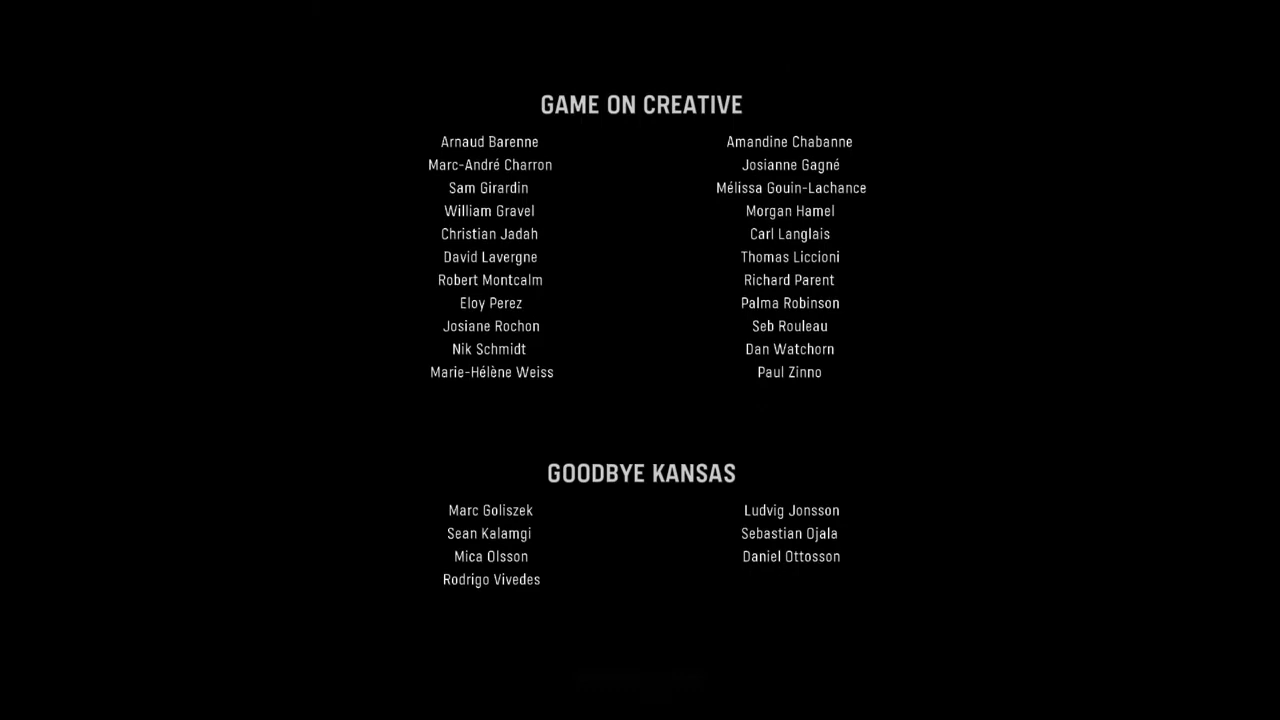 GAME ON CREATIVE
Arnaud Barenne Amandine Chabanne
Marc-André Charron Josianne Gagné
Sam Girardin Mélissa Gouin-Lachance
William Gravel Morgan Hamel
Christian Jadah Carl Langlais
David Lavergne Thomas Liccioni
Robert Montcalm Richard Parent
Eloy Perez Palma Robinson
Josiane Rochon Seb Rouleau
Nik Schmidt Dan Watchorn
Marie-Hélène Weiss Paul Zinno
GOODBYE KANSAS
Marc Goliszek Ludvig Jonsson
Sean Kalamgi Sebastian Ojala
Mica Olsson Daniel Ottosson
Rodrigo Vivedes